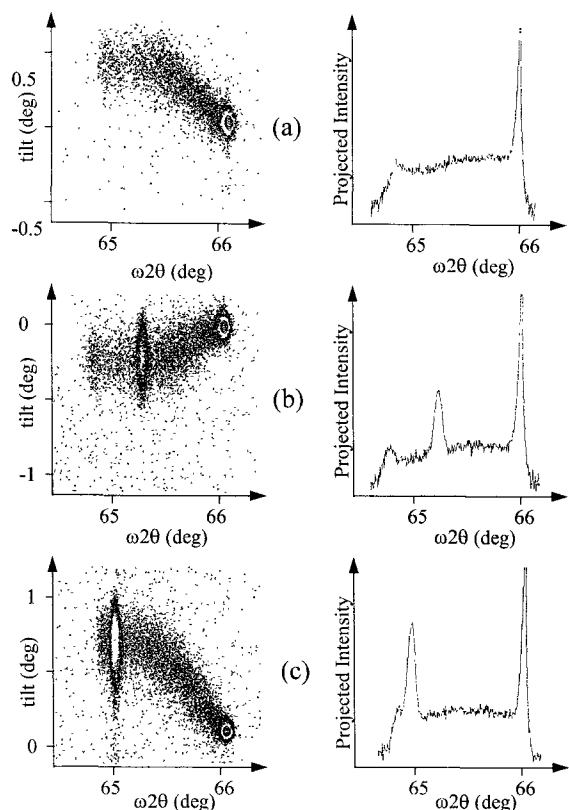 0.5
-0.5
tilt (deg)
65
66
ω2θ (deg)
(a)
Projected Intensity
65
66
ω2θ (deg)
0
-1
tilt (deg)
65
66
ω2θ (deg)
(b)
Projected Intensity
65
66
ω2θ (deg)
1
0
tilt (deg)
65
66
ω2θ (deg)
(c)
Projected Intensity
65
66
ω2θ (deg)